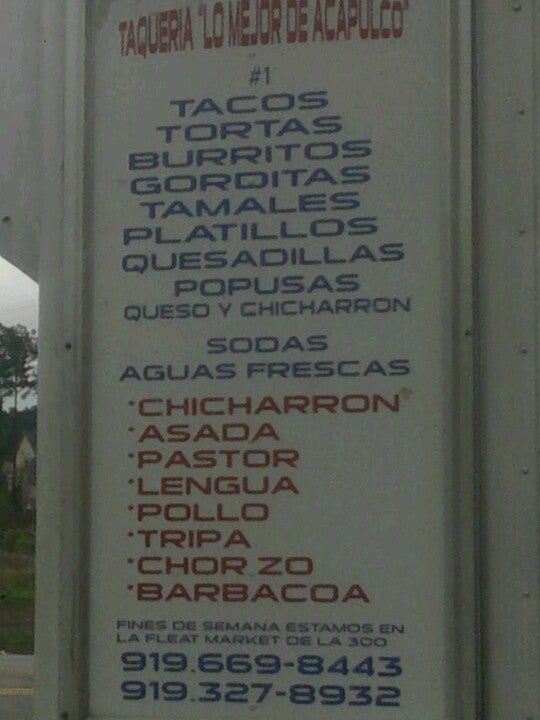 TAQUERIA "LO MEJOR DE ACAPULCO"
#1
TACOS
TORTAS
BURRITOS
GORDITAS
TAMALES
PLATILLOS
QUESADILLAS
POPUSAS
QUESO Y CHICHARRON
SODAS
AGUAS FRESCAS
*CHICHARRON
*ASADA
*PASTOR
*LENGUA
*POLLO
*TRIPA
*CHOR ZO
*BARBACOA
FINES DE SEMANA ESTAMOS EN
LA FLEAT MARKET DE LA 300
919.669-8443
919.327-8932